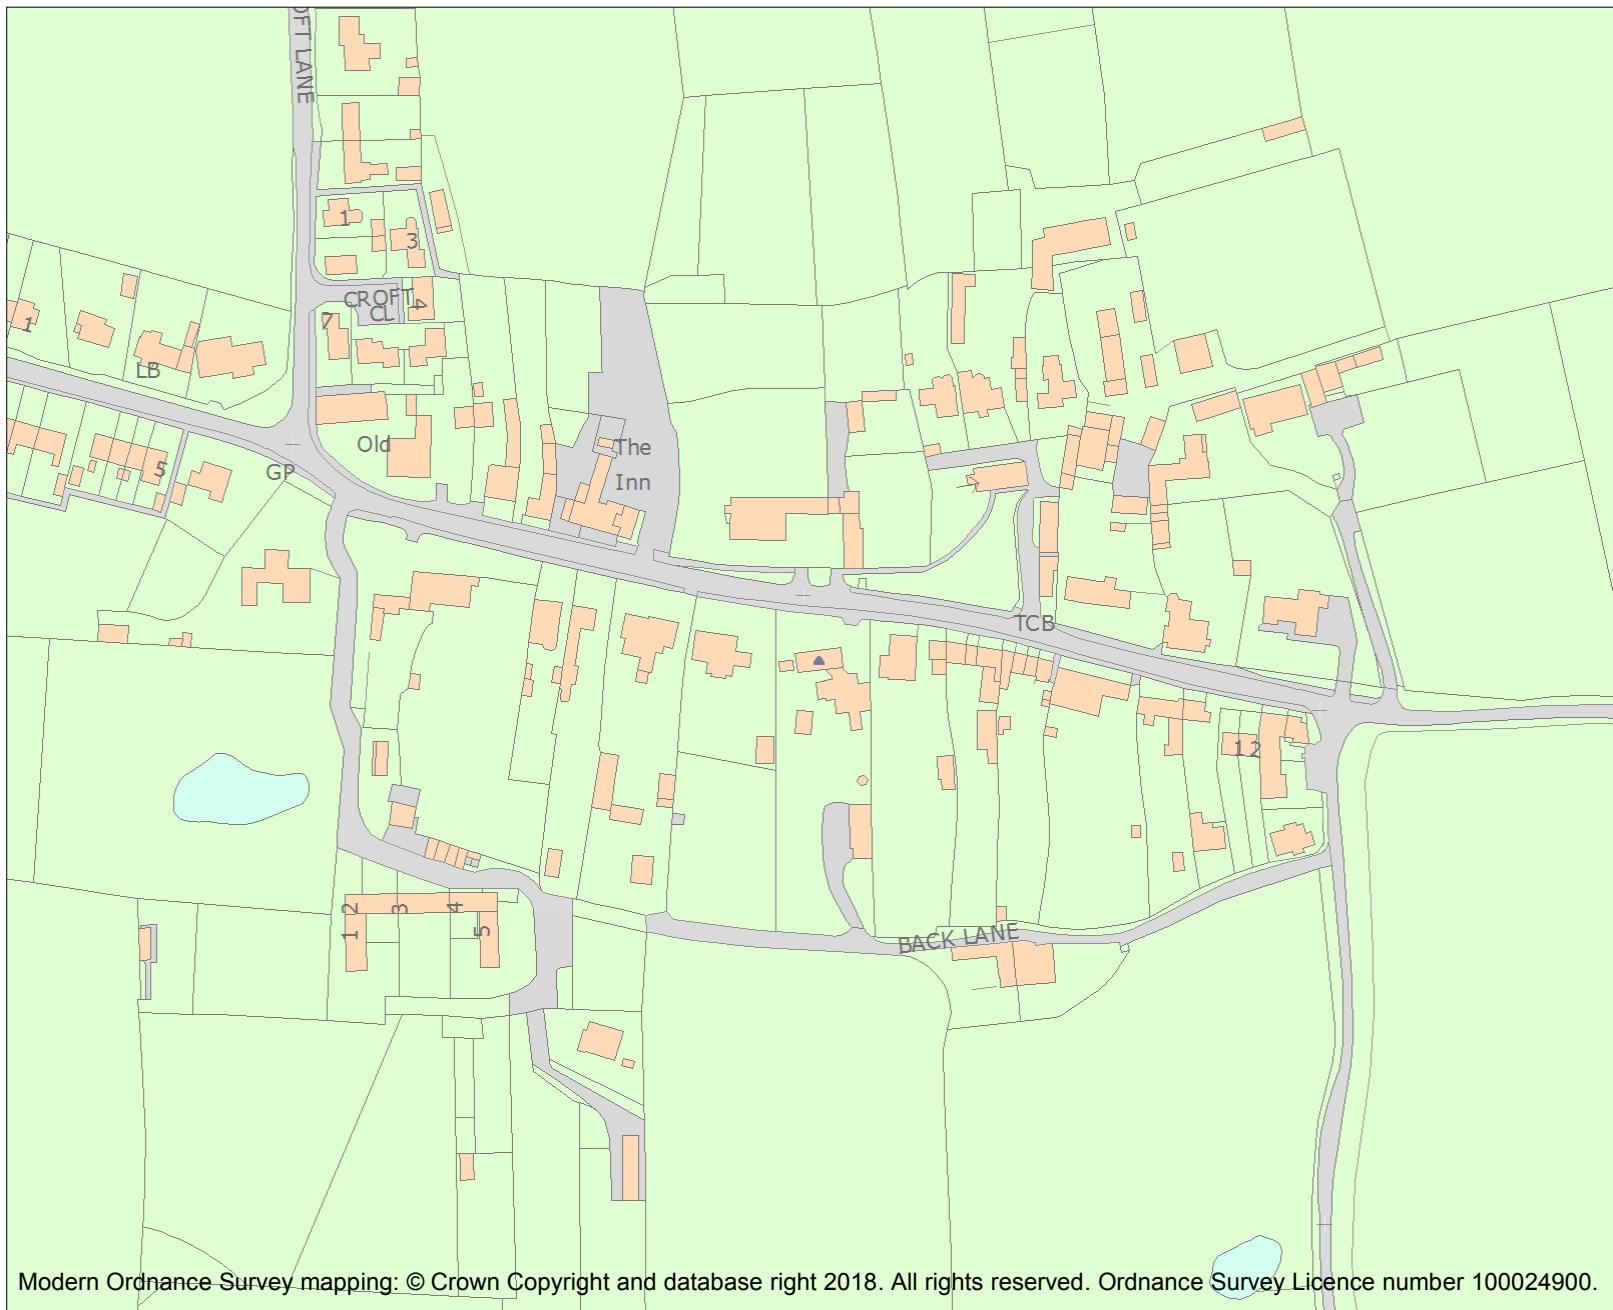 OFT LANE
1
3
CROFT
CL
4
7
1
LB
Old
The
Inn
5
GP
TCB
12
2
3
4
1
5
BACK LANE
Modern Ordnance Survey mapping: © Crown Copyright and database right 2018. All rights reserved. Ordnance Survey Licence number 100024900.